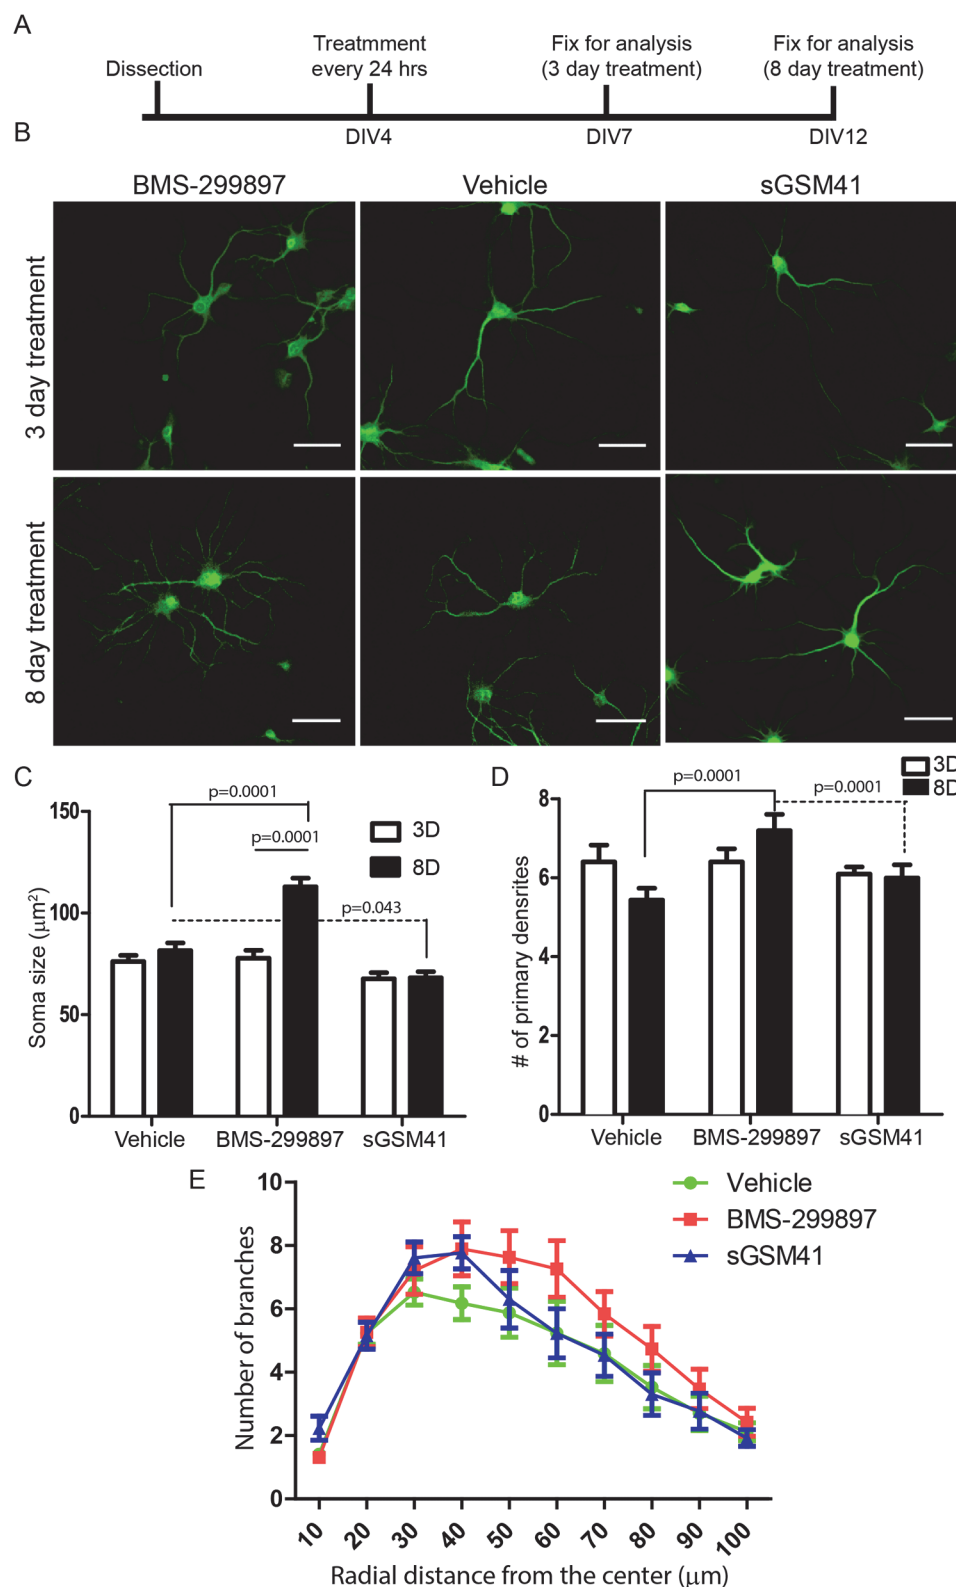 A
Dissection
Treatmment
every 24 hrs
Fix for analysis
(3 day treatment)
Fix for analysis
(8 day treatment)
DIV4
DIV7
DIV12
B
BMS-299897
Vehicle
sGSM41
3 day treatment
8 day treatment
C
p=0.0001
p=0.0001
p=0.043
3D
8D
Soma size (μm²)
150
100
50
0
Vehicle
BMS-299897
sGSM41
D
3D
8D
p=0.0001
p=0.0001
# of primary densrites
8
6
4
2
0
Vehicle
BMS-299897
sGSM41
E
Vehicle
BMS-299897
sGSM41
Number of branches
10
8
6
4
2
0
10 20 30 40 50 60 70 80 90 100
Radial distance from the center (μm)